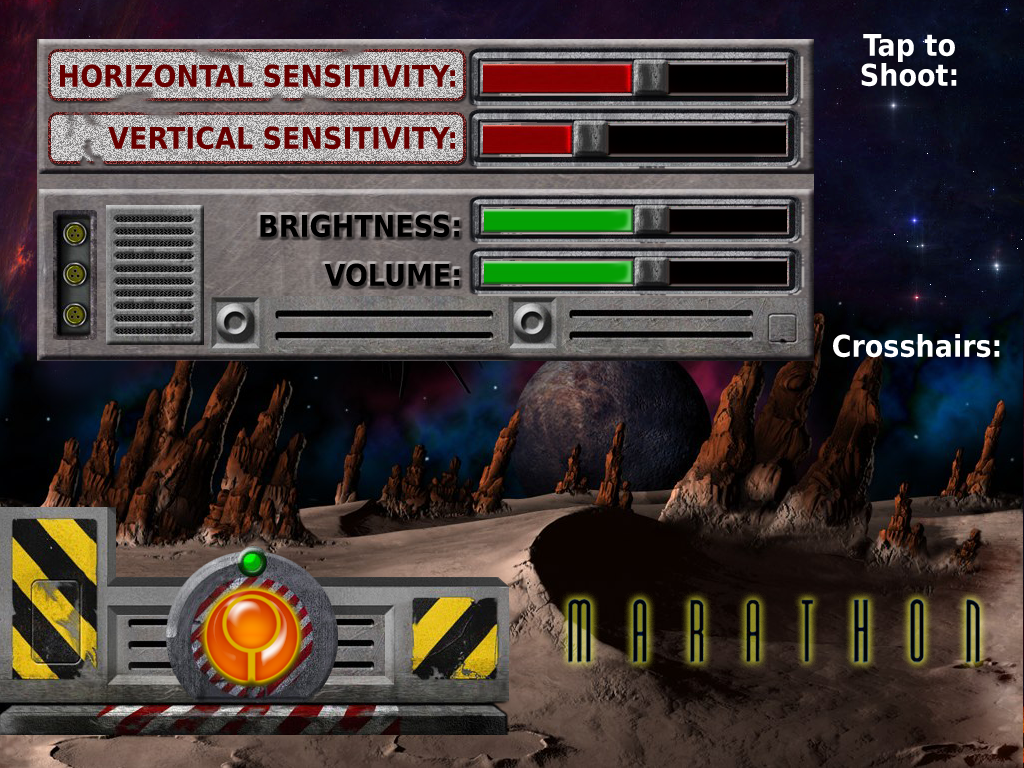 HORIZONTAL SENSITIVITY:
VERTICAL SENSITIVITY:
BRIGHTNESS:
VOLUME:
Tap to
Shoot:
Crosshairs:
MARATHON